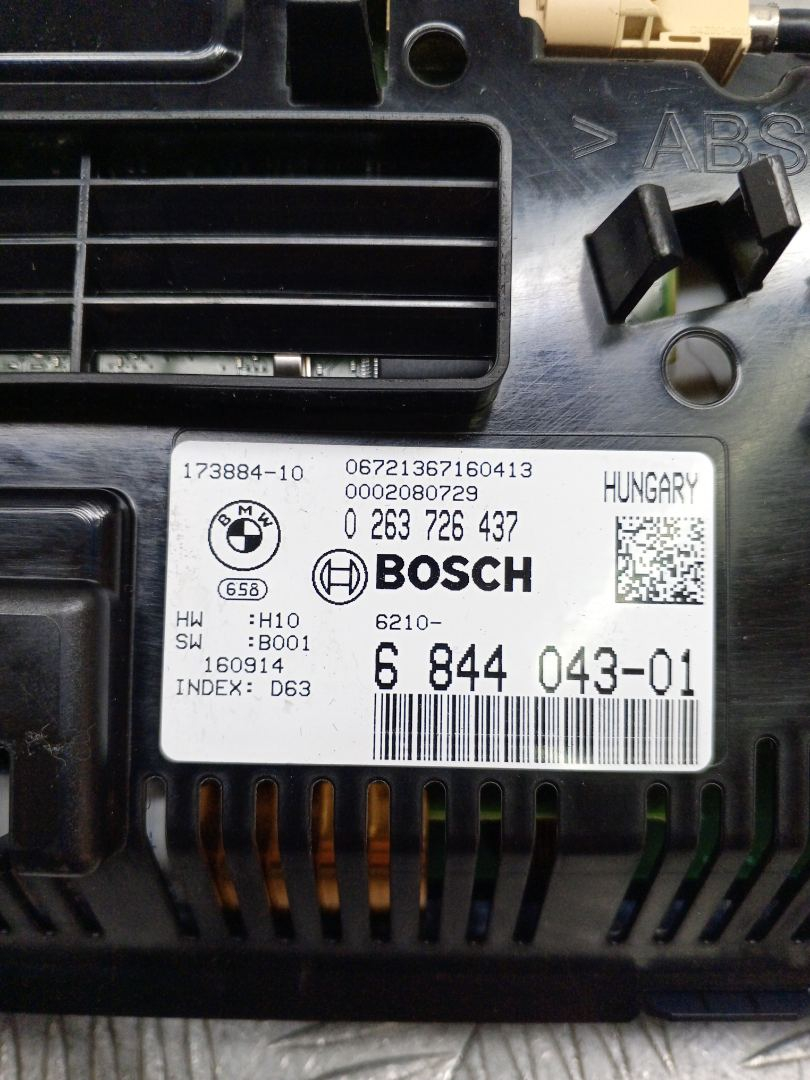 > ABS
173884-10
06721367160413
0002080729
HUNGARY
0 263 726 437
BMW
658
BOSCH
HW :H10
SW :B001
160914
INDEX: D63
6210-
6 844 043-01